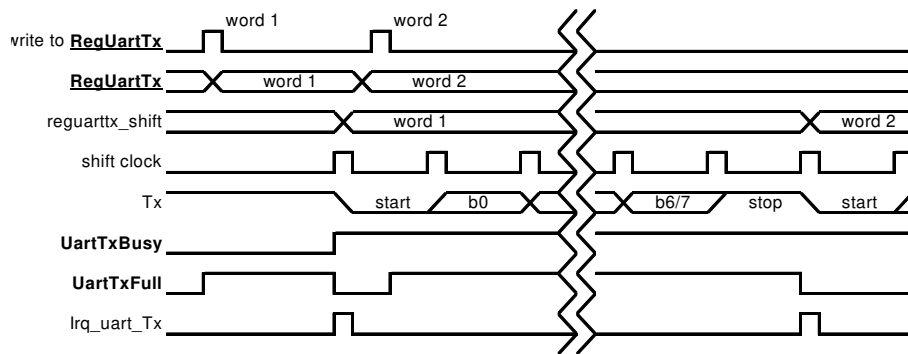 word 1 word 2
write to RegUartTx
RegUartTx word 1 word 2
reguarttx_shift word 1 word 2
shift clock
Tx start b0 b6/7 stop start
UartTxBusy
UartTxFull
Irq_uart_Tx